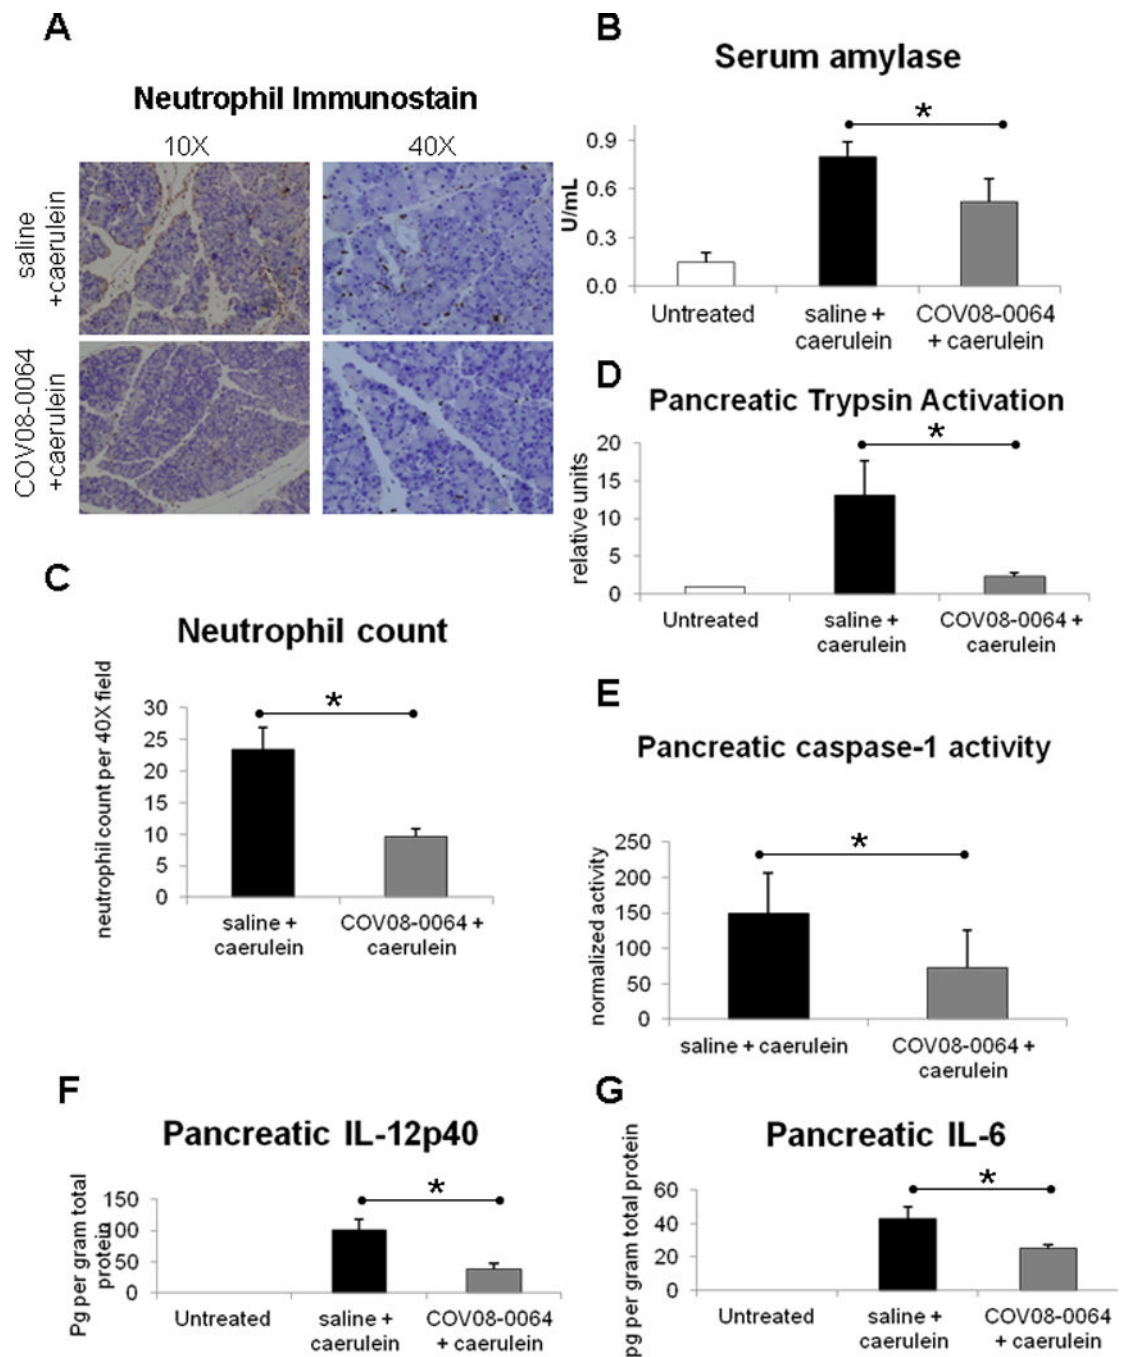 A
Neutrophil Immunostain
10X
40X
saline
+caerulein
COV08-0064
+caerulein
B
Serum amylase
*
U/mL
0.9
0.6
0.3
0.0
Untreated
saline +
caerulein
COV08-0064
+ caerulein
C
Neutrophil count
*
neutrophil count per 40X field
30
25
20
15
10
5
0
saline +
caerulein
COV08-0064 +
caerulein
D
Pancreatic Trypsin Activation
*
relative units
20
15
10
5
0
Untreated
saline +
caerulein
COV08-0064 +
caerulein
E
Pancreatic caspase-1 activity
*
normalized activity
250
200
150
100
50
0
saline + caerulein
COV08-0064 +
caerulein
F
Pancreatic IL-12p40
*
Pg per gram total
protein
150
100
50
0
Untreated
saline +
caerulein
COV08-0064
+ caerulein
G
Pancreatic IL-6
*
pg per gram total protein
60
40
20
0
Untreated
saline +
caerulein
COV08-0064
+ caerulein